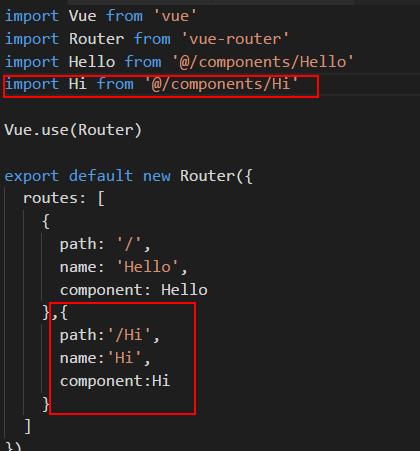 import Vue from 'vue'
import Router from 'vue-router'
import Hello from '@/components/Hello'
import Hi from '@/components/Hi'

Vue.use(Router)

export default new Router({
  routes: [
    {
      path: '/',
      name: 'Hello',
      component: Hello
    },{
      path:'/Hi',
      name:'Hi',
      component:Hi
    }
  ]
})